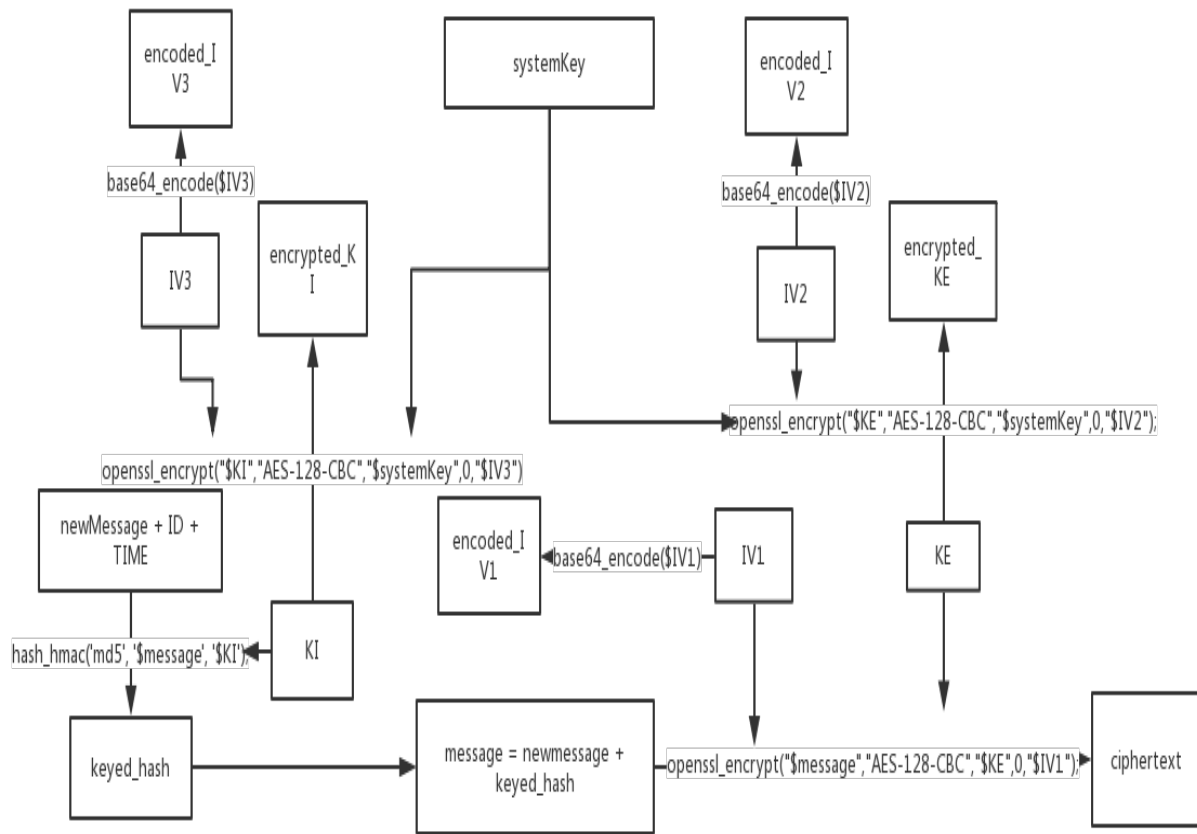 encoded_I
V3
systemKey
encoded_I
V2
base64_encode($IV3)
base64_encode($IV2)
encrypted_K
I
encrypted_
KE
IV3
IV2
openssl_encrypt("$KE","AES-128-CBC","$systemKey",0,"$IV2");
openssl_encrypt("$KI","AES-128-CBC","$systemKey",0,"$IV3")
newMessage + ID +
TIME
encoded_I
V1
base64_encode($IV1)
IV1
KE
hash_hmac('md5', '$message', '$KI');
KI
keyed_hash
message = newmessage +
keyed_hash
openssl_encrypt("$message","AES-128-CBC","$KE",0,"$IV1");
ciphertext